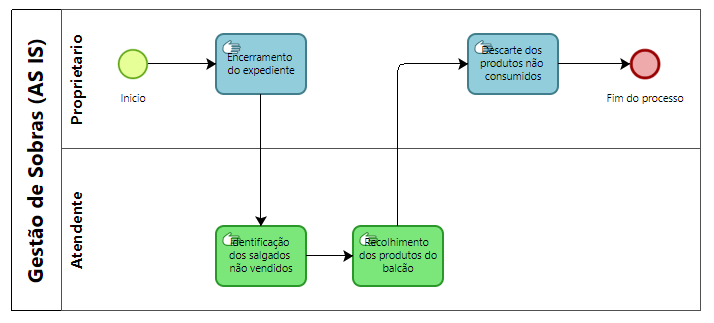 Gestão de Sobras (AS IS)
Proprietario
Inicio
Encerramento
do expediente
Descarte dos
produtos não
consumidos
Fim do processo
Atendente
Identificação
dos salgados
não vendidos
Recolhimento
dos produtos do
balcão